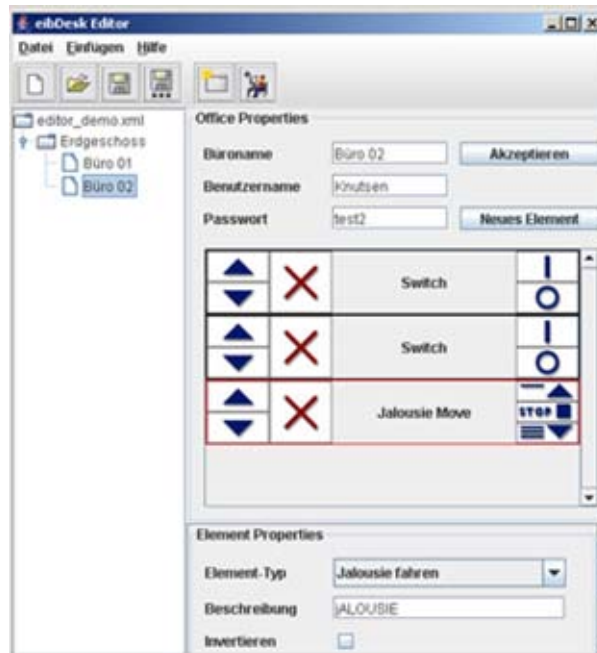 eibDesk Editor
Datei Einfügen Hilfe
editor_demo.xml
Erdgeschoss
Büro 01
Büro 02
Office Properties
Büroname Büro 02 Akzeptieren
Benutzername Knutsen
Passwort test2 Neues Element
Switch
Switch
Jalousie Move
STOP
Element Properties
Element-Typ Jalousie fahren
Beschreibung jALOUSIE
Invertieren